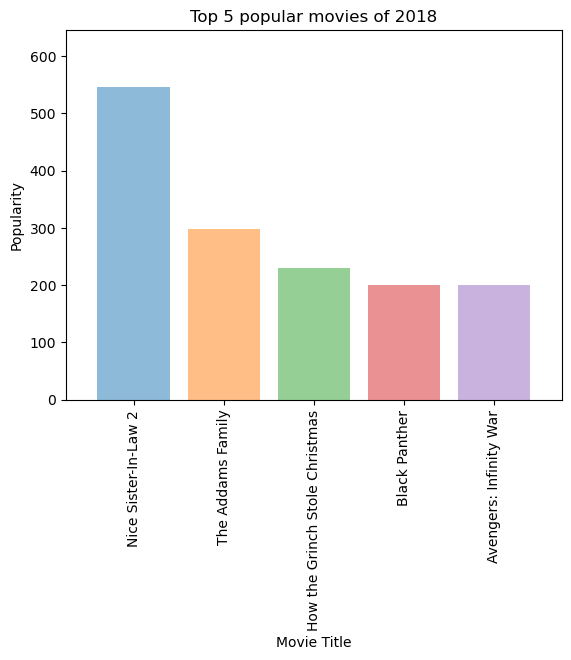 Top 5 popular movies of 2018
Popularity
600
500
400
300
200
100
0
Nice Sister-In-Law 2
The Addams Family
How the Grinch Stole Christmas
Black Panther
Avengers: Infinity War
Movie Title